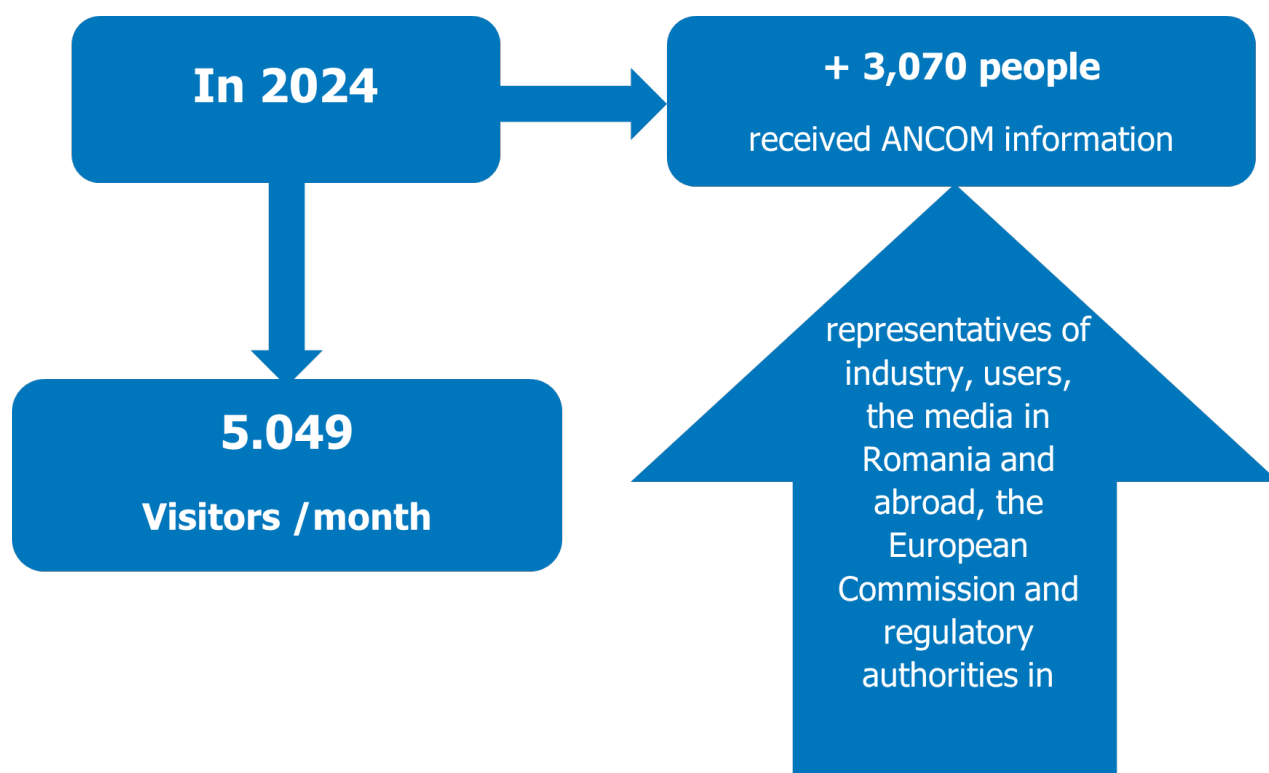 In 2024
+ 3,070 people
received ANCOM information
5.049
Visitors /month
representatives of
industry, users,
the media in
Romania and
abroad, the
European
Commission and
regulatory
authorities in